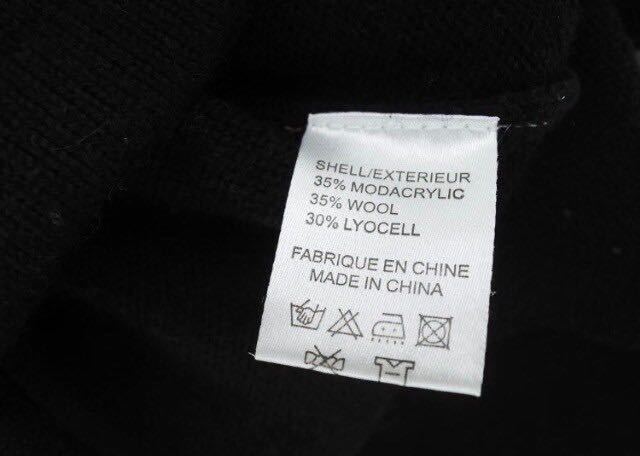 SHELL/EXTERIEUR
35% MODACRYLIC
35% WOOL
30% LYOCELL
FABRIQUE EN CHINE
MADE IN CHINA